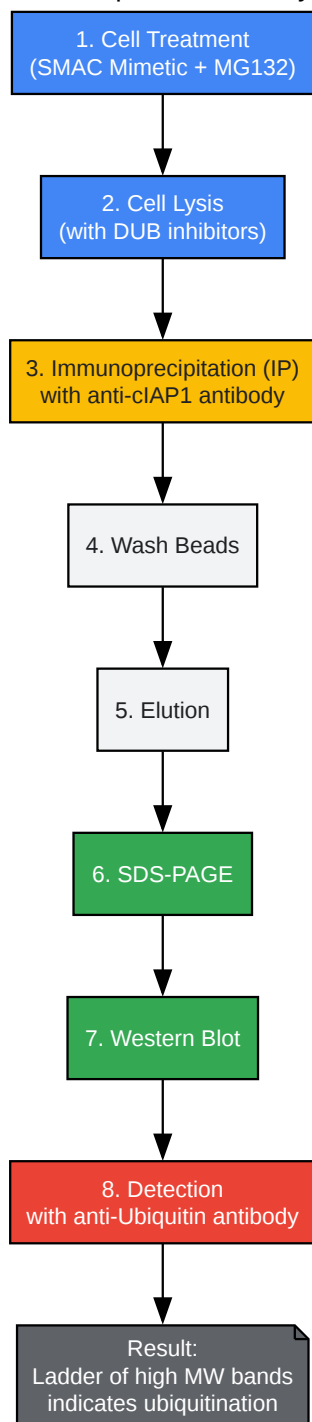 1. Cell Treatment
(SMAC Mimetic + MG132)
2. Cell Lysis
(with DUB inhibitors)
3. Immunoprecipitation (IP)
with anti-cIAP1 antibody
4. Wash Beads
5. Elution
6. SDS-PAGE
7. Western Blot
8. Detection
with anti-Ubiquitin antibody
Result:
Ladder of high MW bands
indicates ubiquitination